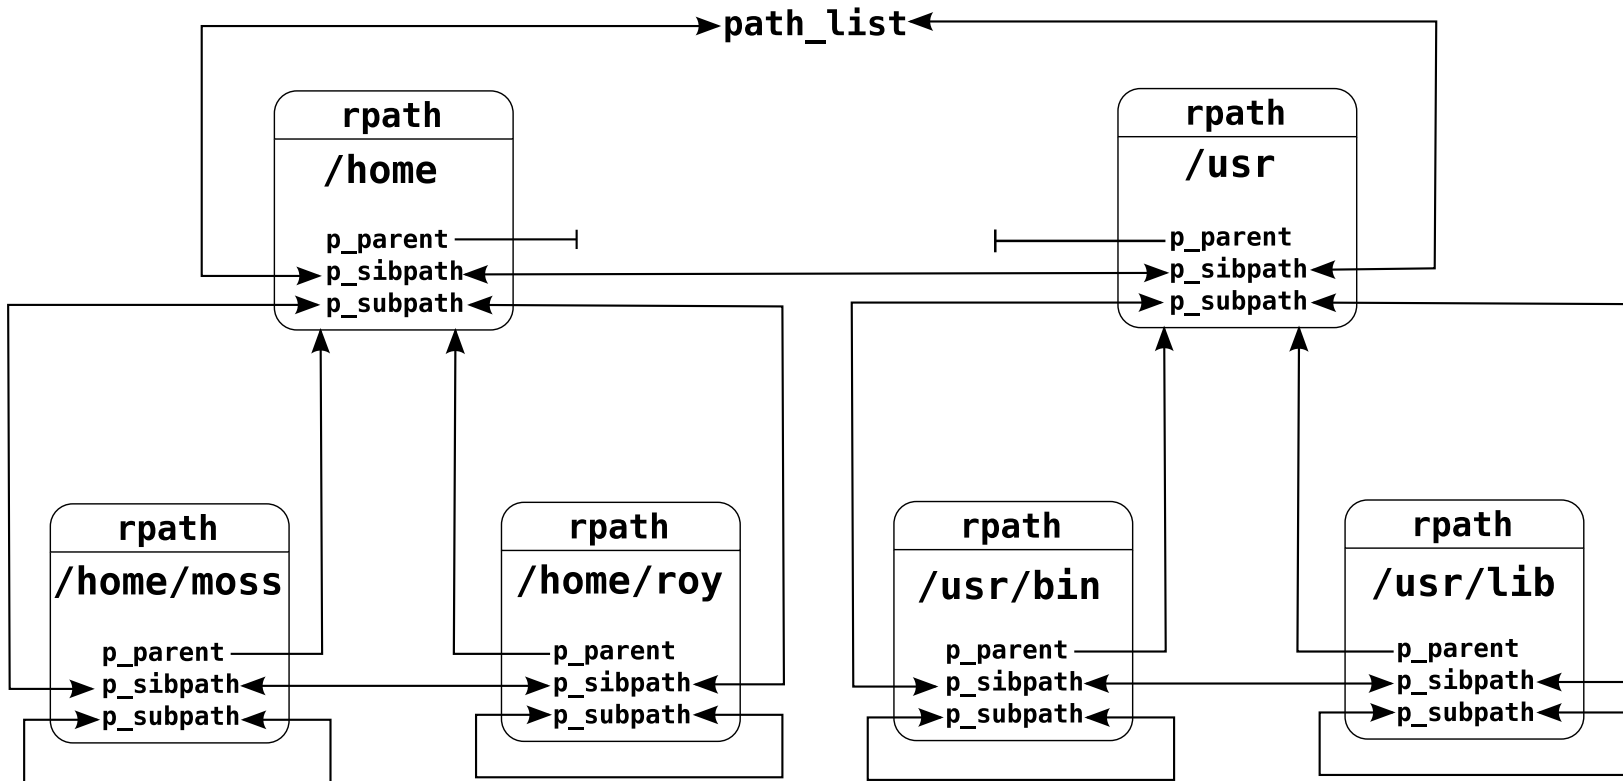 path_list
rpath
/home
p_parent
p_sibpath
p_subpath
rpath
/usr
p_parent
p_sibpath
p_subpath
rpath
/home/moss
p_parent
p_sibpath
p_subpath
rpath
/home/roy
p_parent
p_sibpath
p_subpath
rpath
/usr/bin
p_parent
p_sibpath
p_subpath
rpath
/usr/lib
p_parent
p_sibpath
p_subpath